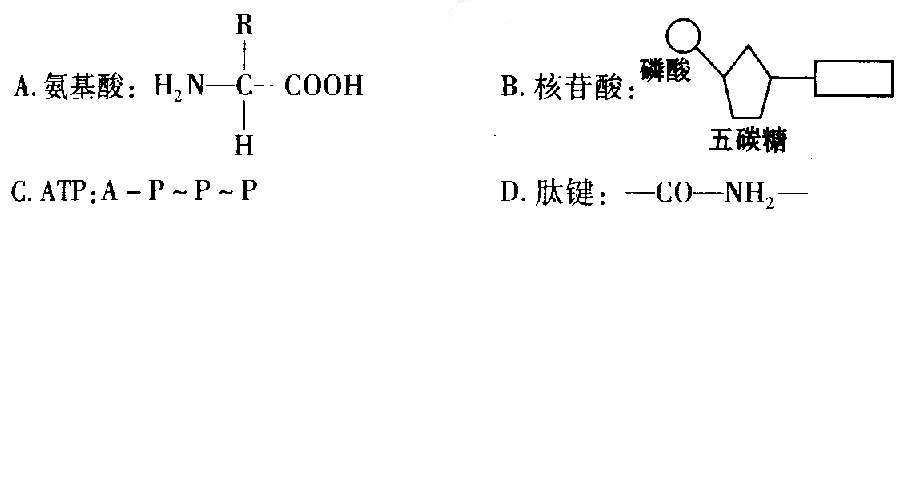 A. 氨基酸: H₂N—C--COOH
R
H
B. 核苷酸:
磷酸
五碳糖
C. ATP:A-P~P~P
D. 肽键: —CO—NH₂—